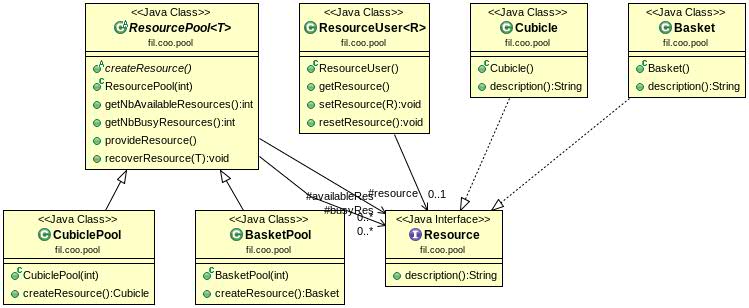 <<Java Class>>
ResourcePool<T>
fil.coo.pool
createResource()
ResourcePool(int)
getNbAvailableResources():int
getNbBusyResources():int
provideResource()
recoverResource(T):void
<<Java Class>>
ResourceUser<R>
fil.coo.pool
ResourceUser()
getResource()
setResource(R):void
resetResource():void
<<Java Class>>
Cubicle
fil.coo.pool
Cubicle()
description():String
<<Java Class>>
Basket
fil.coo.pool
Basket()
description():String
#availableRes
#resource
0..1
#busyRes
0..*
0..*
<<Java Class>>
CubiclePool
fil.coo.pool
CubiclePool(int)
createResource():Cubicle
<<Java Class>>
BasketPool
fil.coo.pool
BasketPool(int)
createResource():Basket
<<Java Interface>>
Resource
fil.coo.pool
description():String